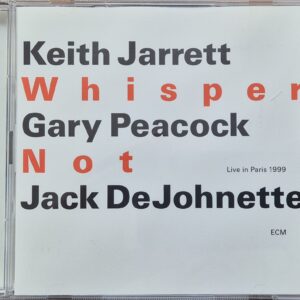 Keith Jarrett
Whisper
Gary Peacock
Not
Live in Paris 1999
Jack DeJohnette
ECM